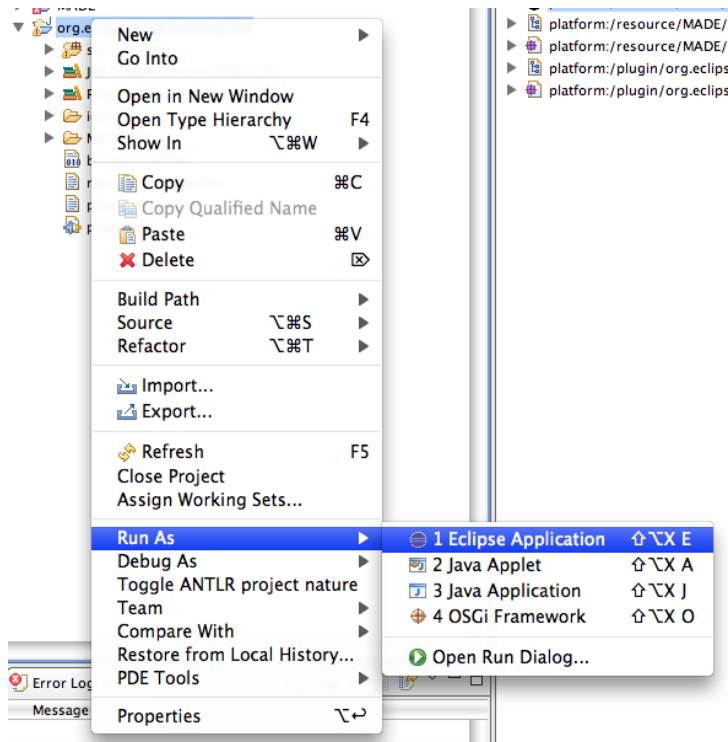 MADE
org.e
New
Go Into
Open in New Window
Open Type Hierarchy F4
Show In ⌥⌘W
Copy ⌘C
Copy Qualified Name
Paste ⌘V
Delete ⌦
Build Path
Source ⌥⌘S
Refactor ⌥⌘T
Import...
Export...
Refresh F5
Close Project
Assign Working Sets...
Run As
Debug As
Toggle ANTLR project nature
Team
Compare With
Restore from Local History...
PDE Tools
Properties ⌥↩
1 Eclipse Application ⇧⌥X E
2 Java Applet ⇧⌥X A
3 Java Application ⇧⌥X J
4 OSGi Framework ⇧⌥X O
Open Run Dialog...
platform:/resource/MADE/
platform:/resource/MADE/
platform:/plugin/org.eclips
platform:/plugin/org.eclips
Error Log
Message